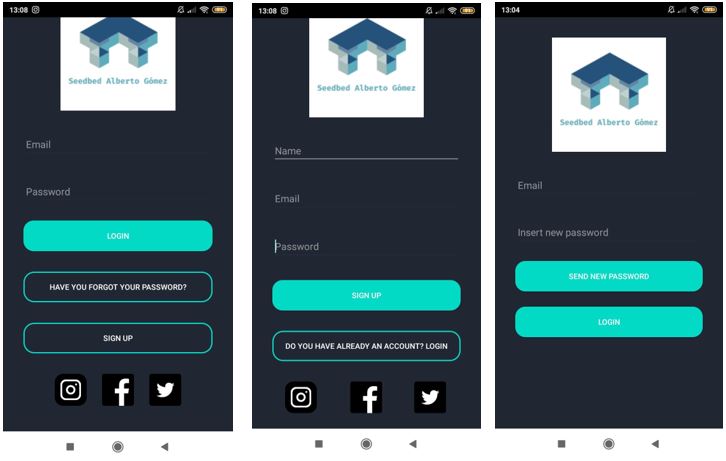 13:08
Seedbed Alberto Gómez
Email
Password
LOGIN
HAVE YOU FORGOT YOUR PASSWORD?
SIGN UP
13:08
Seedbed Alberto Gómez
Name
Email
Password
SIGN UP
DO YOU HAVE ALREADY AN ACCOUNT? LOGIN
13:04
Seedbed Alberto Gómez
Email
Insert new password
SEND NEW PASSWORD
LOGIN